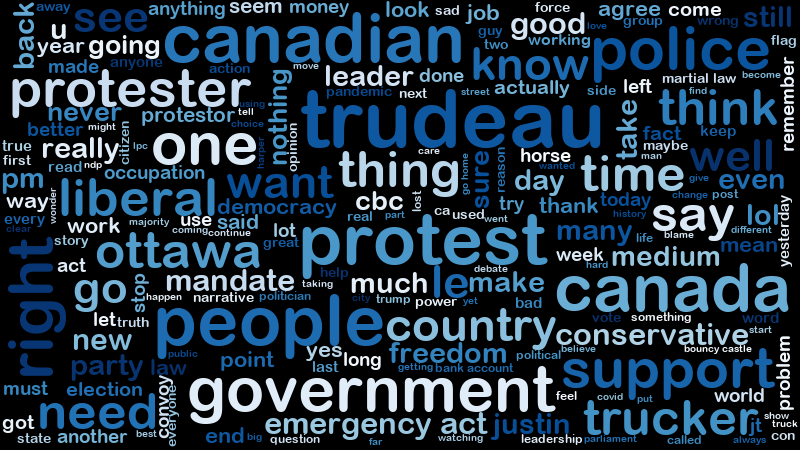 away
anything
seem
money
look
sad
job
force
love
agree
group
come
wrong
still
back
u
see
canadian
guy
two
good
working
police
flag
year
going
made
anyone
action
move
leader
done
know
actually
side
martial law
become
remember
protester
pandemic
next
street
left
find
think
never
protestor
using
tell
choice
nothing
opinion
trudeau
take
fact
keep
better
might
citizen
true
really
lpc
one
harper
care
go home
sure
reason
horse
wanted
maybe
man
well
first
read
ndp
occupation
thing
time
give
even
pm
way
wonder
liberal
want
cbc
lost
day
change
post
every
clear
democracy
real
part
ca
used
went
try
thank
today
history
say
lol
yesterday
work
majority
coming
continue
use
said
lot
great
protest
many
life
blame
different
mean
story
ottawa
week
hard
medium
right
act
go
stop
mandate
help
taking
much
debate
le
make
canada
happen
narrative
politician
city
trump
power
yet
bad
vote
something
word
let
truth
people
country
conservative
start
new
public
yes
freedom
political
believe
bouncy castle
problem
party
law
point
last
long
getting
bank account
support
must
election
convoy
everyone
government
feel
covid
put
world
need
emergency act
justin
trucker
jt
show
truck
got
state
another
best
end
big
question
far
watching
leadership
parliament
called
always
con